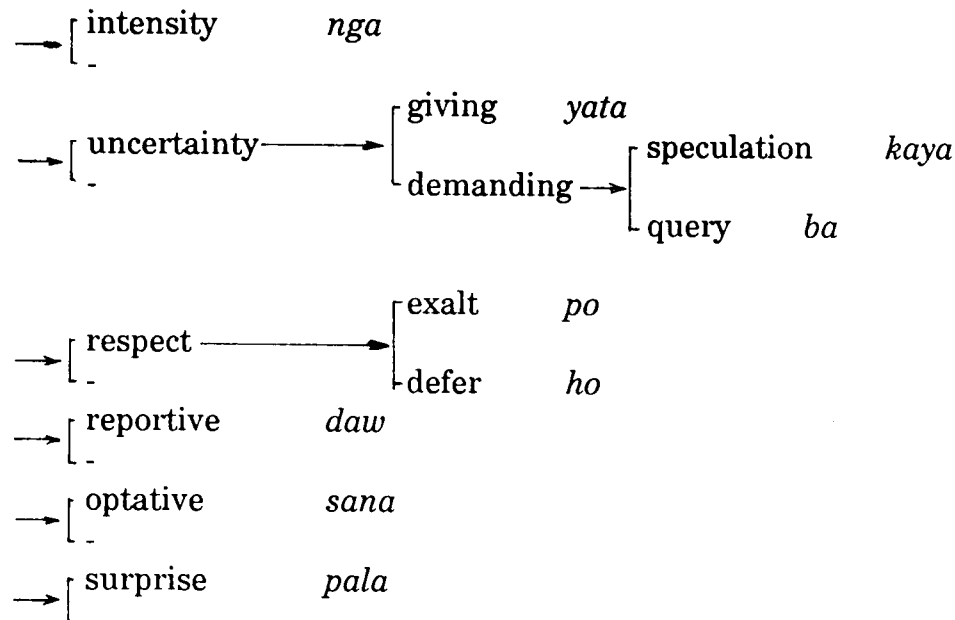 intensity nga
-
giving yata
uncertainty speculation kaya
- demanding
query ba
exalt po
respect
- defer ho
reportive daw
-
optative sana
-
surprise pala